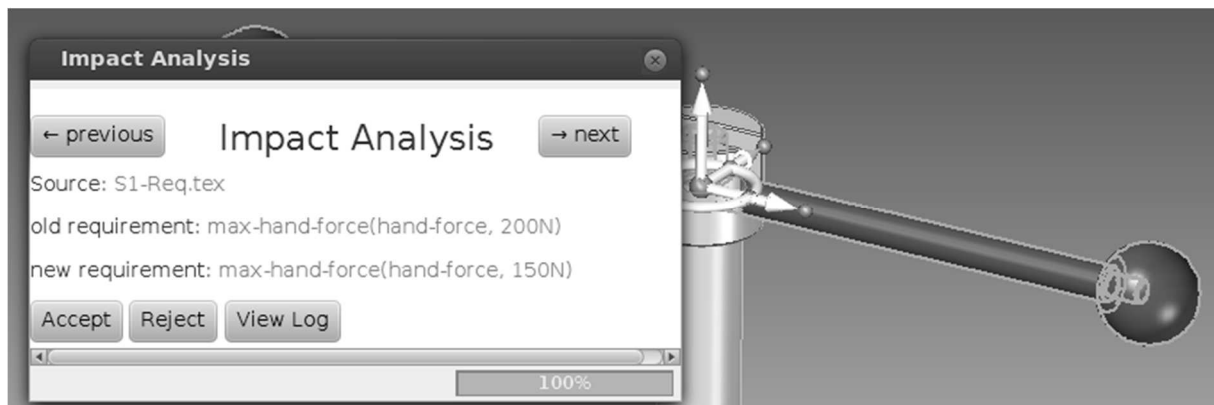 Impact Analysis
← previous Impact Analysis → next
Source: S1-Req.tex
old requirement: max-hand-force(hand-force, 200N)
new requirement: max-hand-force(hand-force, 150N)
Accept Reject View Log
100%